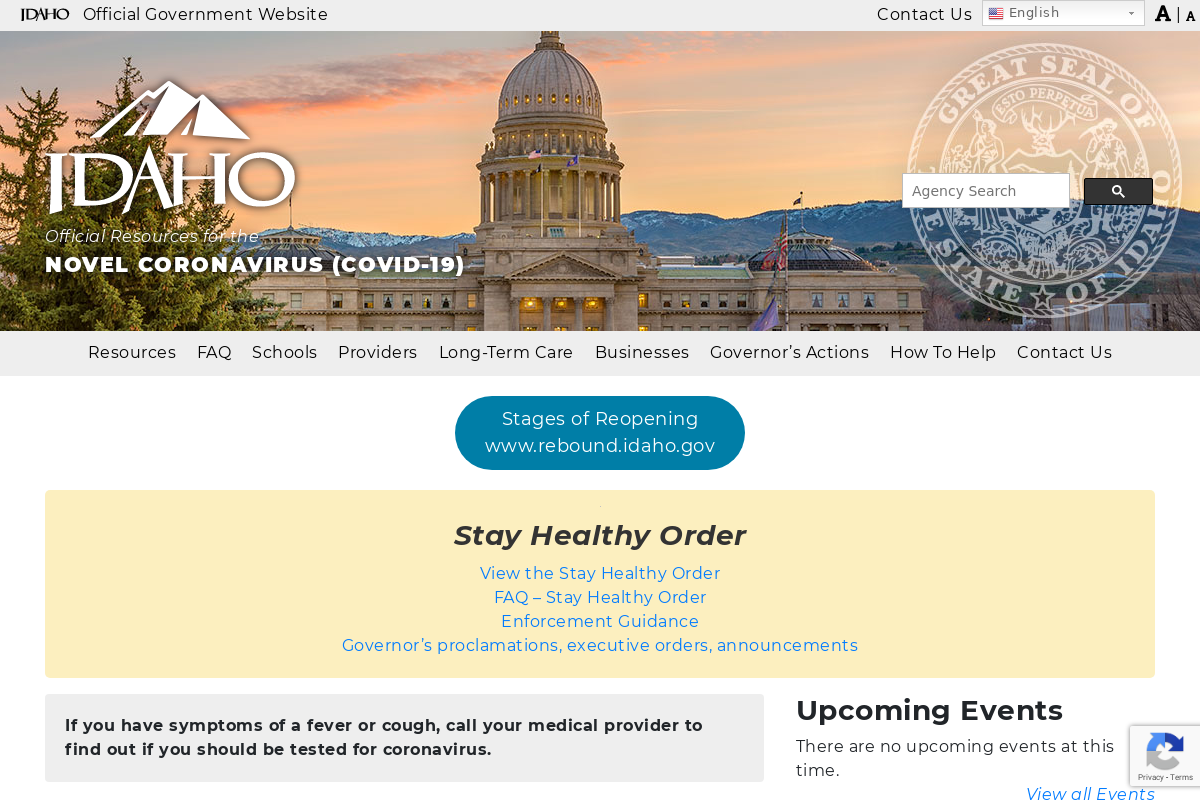 IDAHO Official Government Website
Contact Us
English
A | A
IDAHO
Official Resources for the
NOVEL CORONAVIRUS (COVID-19)
GREAT SEAL OF
ESTO PERPETUA
THE STATE OF IDAHO
Agency Search
Resources FAQ Schools Providers Long-Term Care Businesses Governor’s Actions How To Help Contact Us
Stages of Reopening
www.rebound.idaho.gov
Stay Healthy Order
View the Stay Healthy Order
FAQ – Stay Healthy Order
Enforcement Guidance
Governor’s proclamations, executive orders, announcements
If you have symptoms of a fever or cough, call your medical provider to
find out if you should be tested for coronavirus.
Upcoming Events
There are no upcoming events at this
time.
View all Events
Privacy - Terms